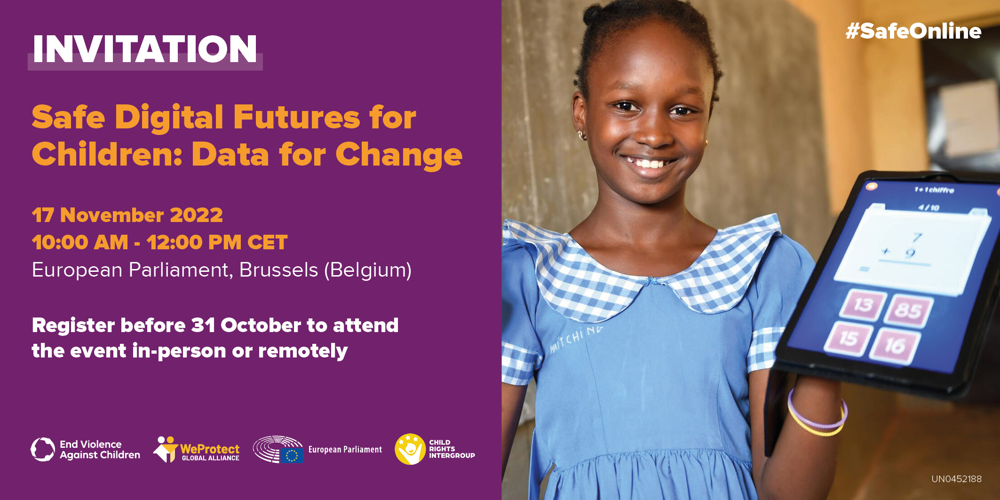 INVITATION
Safe Digital Futures for
Children: Data for Change
17 November 2022
10:00 AM - 12:00 PM CET
European Parliament, Brussels (Belgium)
Register before 31 October to attend
the event in-person or remotely
End Violence
Against Children
WeProtect
GLOBAL ALLIANCE
European Parliament
CHILD
RIGHTS
INTERGROUP
#SafeOnline
1+1 chiffre
4/10
7
+ 9
=
13 85
15 16
UN0452188